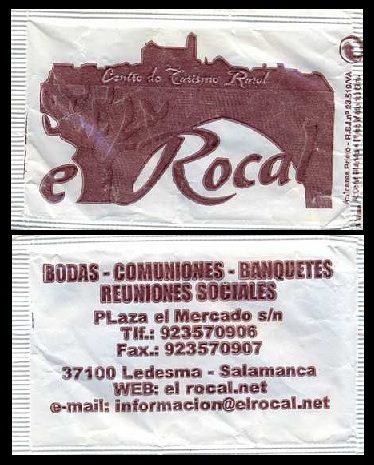 Centro de Turismo Rural
el Rocal
BODAS - COMUNIONES - BANQUETES
REUNIONES SOCIALES
PLaza el Mercado s/n
Tlf.: 923570906
Fax.: 923570907
37100 Ledesma - Salamanca
WEB: el rocal.net
e-mail: informacion@elrocal.net